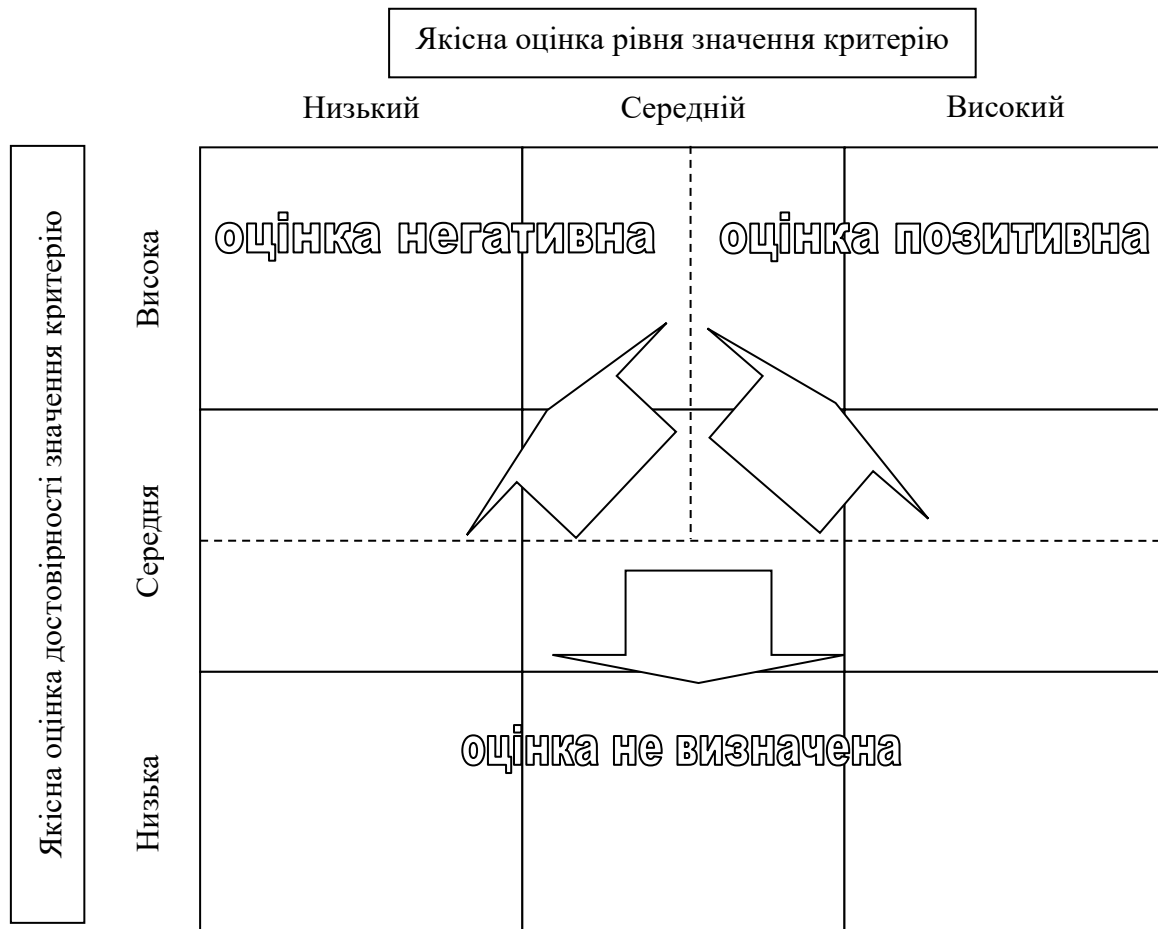 Якісна оцінка рівня значення критерію
Низький Середній Високий
Якісна оцінка достовірності значення критерію
Висока
оцінка негативна оцінка позитивна
Середня
Низька
оцінка не визначена